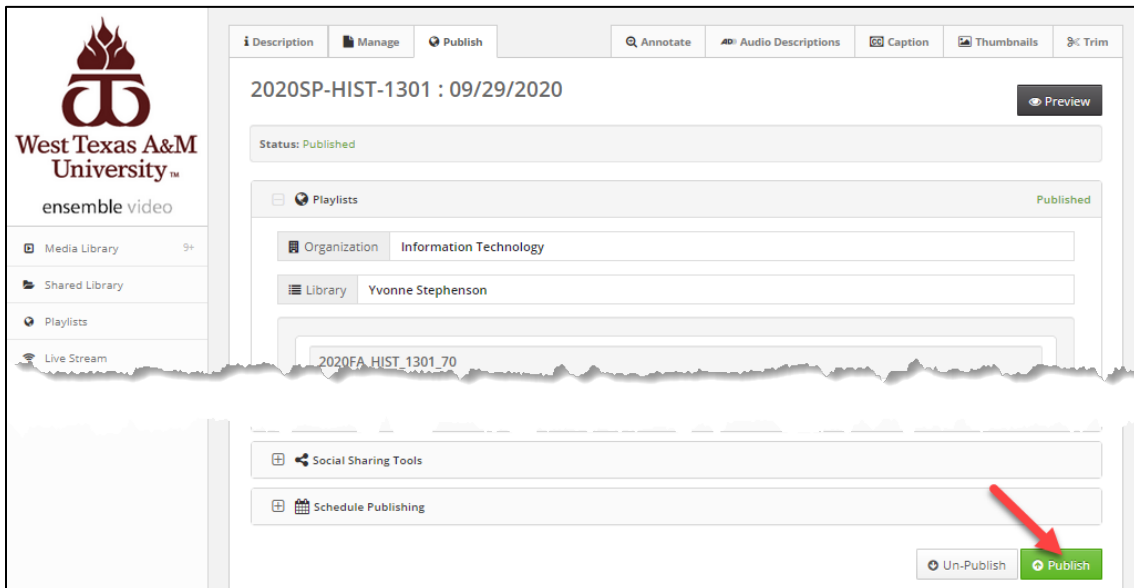 West Texas A&M
University™
ensemble video
Media Library 9+
Shared Library
Playlists
Live Stream
Description Manage Publish Annotate AD Audio Descriptions CC Caption Thumbnails Trim
2020SP-HIST-1301 : 09/29/2020
Preview
Status: Published
Playlists Published
Organization Information Technology
Library Yvonne Stephenson
2020FA_HIST_1301_70
Social Sharing Tools
Schedule Publishing
Un-Publish Publish